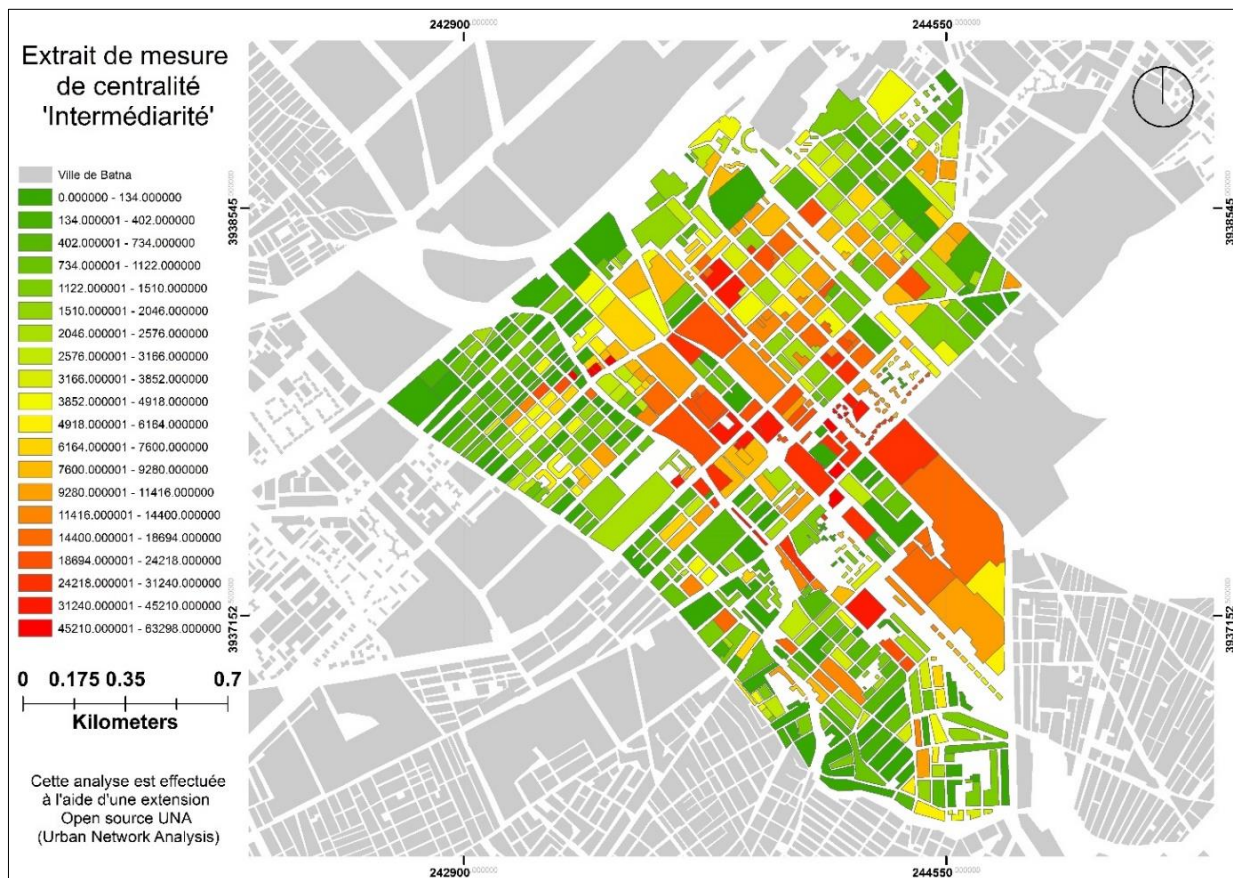 242900.000000
244550.000000
Extrait de mesure
de centralité
'Intermédiarité'
Ville de Batna
0.000000 - 134.000000
134.000001 - 402.000000
402.000001 - 734.000000
734.000001 - 1122.000000
1122.000001 - 1510.000000
1510.000001 - 2046.000000
2046.000001 - 2576.000000
2576.000001 - 3166.000000
3166.000001 - 3852.000000
3852.000001 - 4918.000000
4918.000001 - 6164.000000
6164.000001 - 7600.000000
7600.000001 - 9280.000000
9280.000001 - 11416.000000
11416.000001 - 14400.000000
14400.000001 - 18694.000000
18694.000001 - 24218.000000
24218.000001 - 31240.000000
31240.000001 - 45210.000000
45210.000001 - 63298.000000
3938545
3938545
3937152
3937152
0 0.175 0.35 0.7
Kilometers
Cette analyse est effectuée
à l'aide d'une extension
Open source UNA
(Urban Network Analysis)
242900.000000
244550.000000